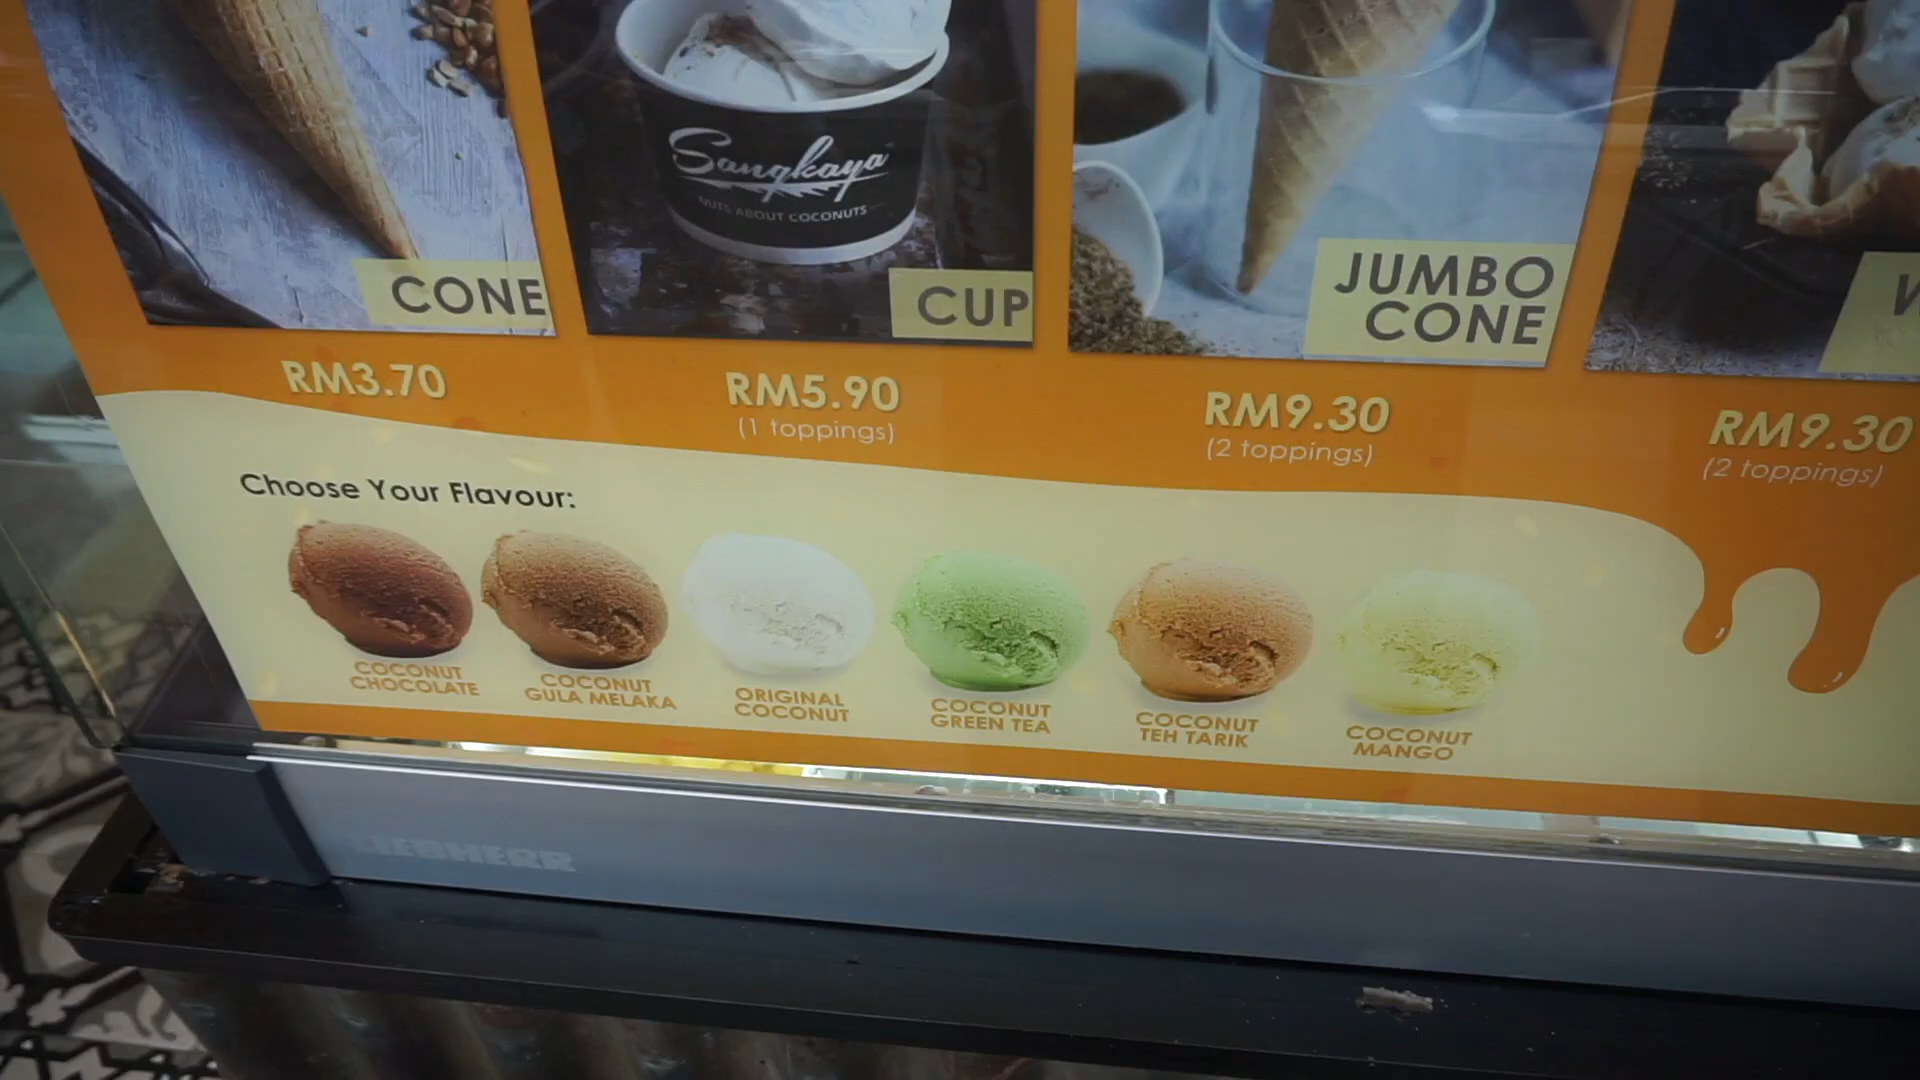 Sangkaya
NUTS ABOUT COCONUTS
CONE
CUP
JUMBO
CONE
RM3.70
RM5.90
(1 toppings)
RM9.30
(2 toppings)
RM9.30
(2 toppings)
Choose Your Flavour:
COCONUT
CHOCOLATE
COCONUT
GULA MELAKA
ORIGINAL
COCONUT
COCONUT
GREEN TEA
COCONUT
TEH TARIK
COCONUT
MANGO
LIEBHERR